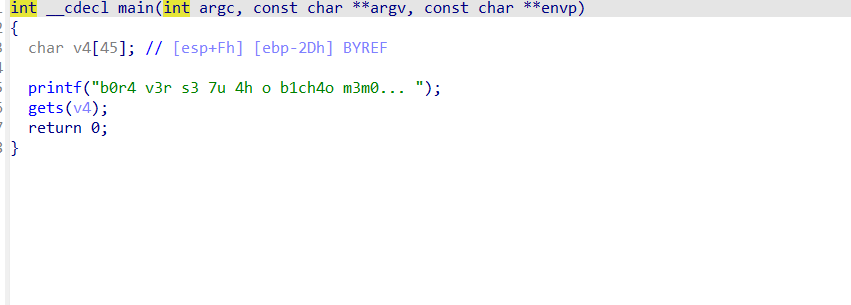 int __cdecl main(int argc, const char **argv, const char **envp)
{
char v4[45]; // [esp+Fh] [ebp-2Dh] BYREF
printf("b0r4 v3r s3 7u 4h o b1ch4o m3m0... ");
gets(v4);
return 0;
}